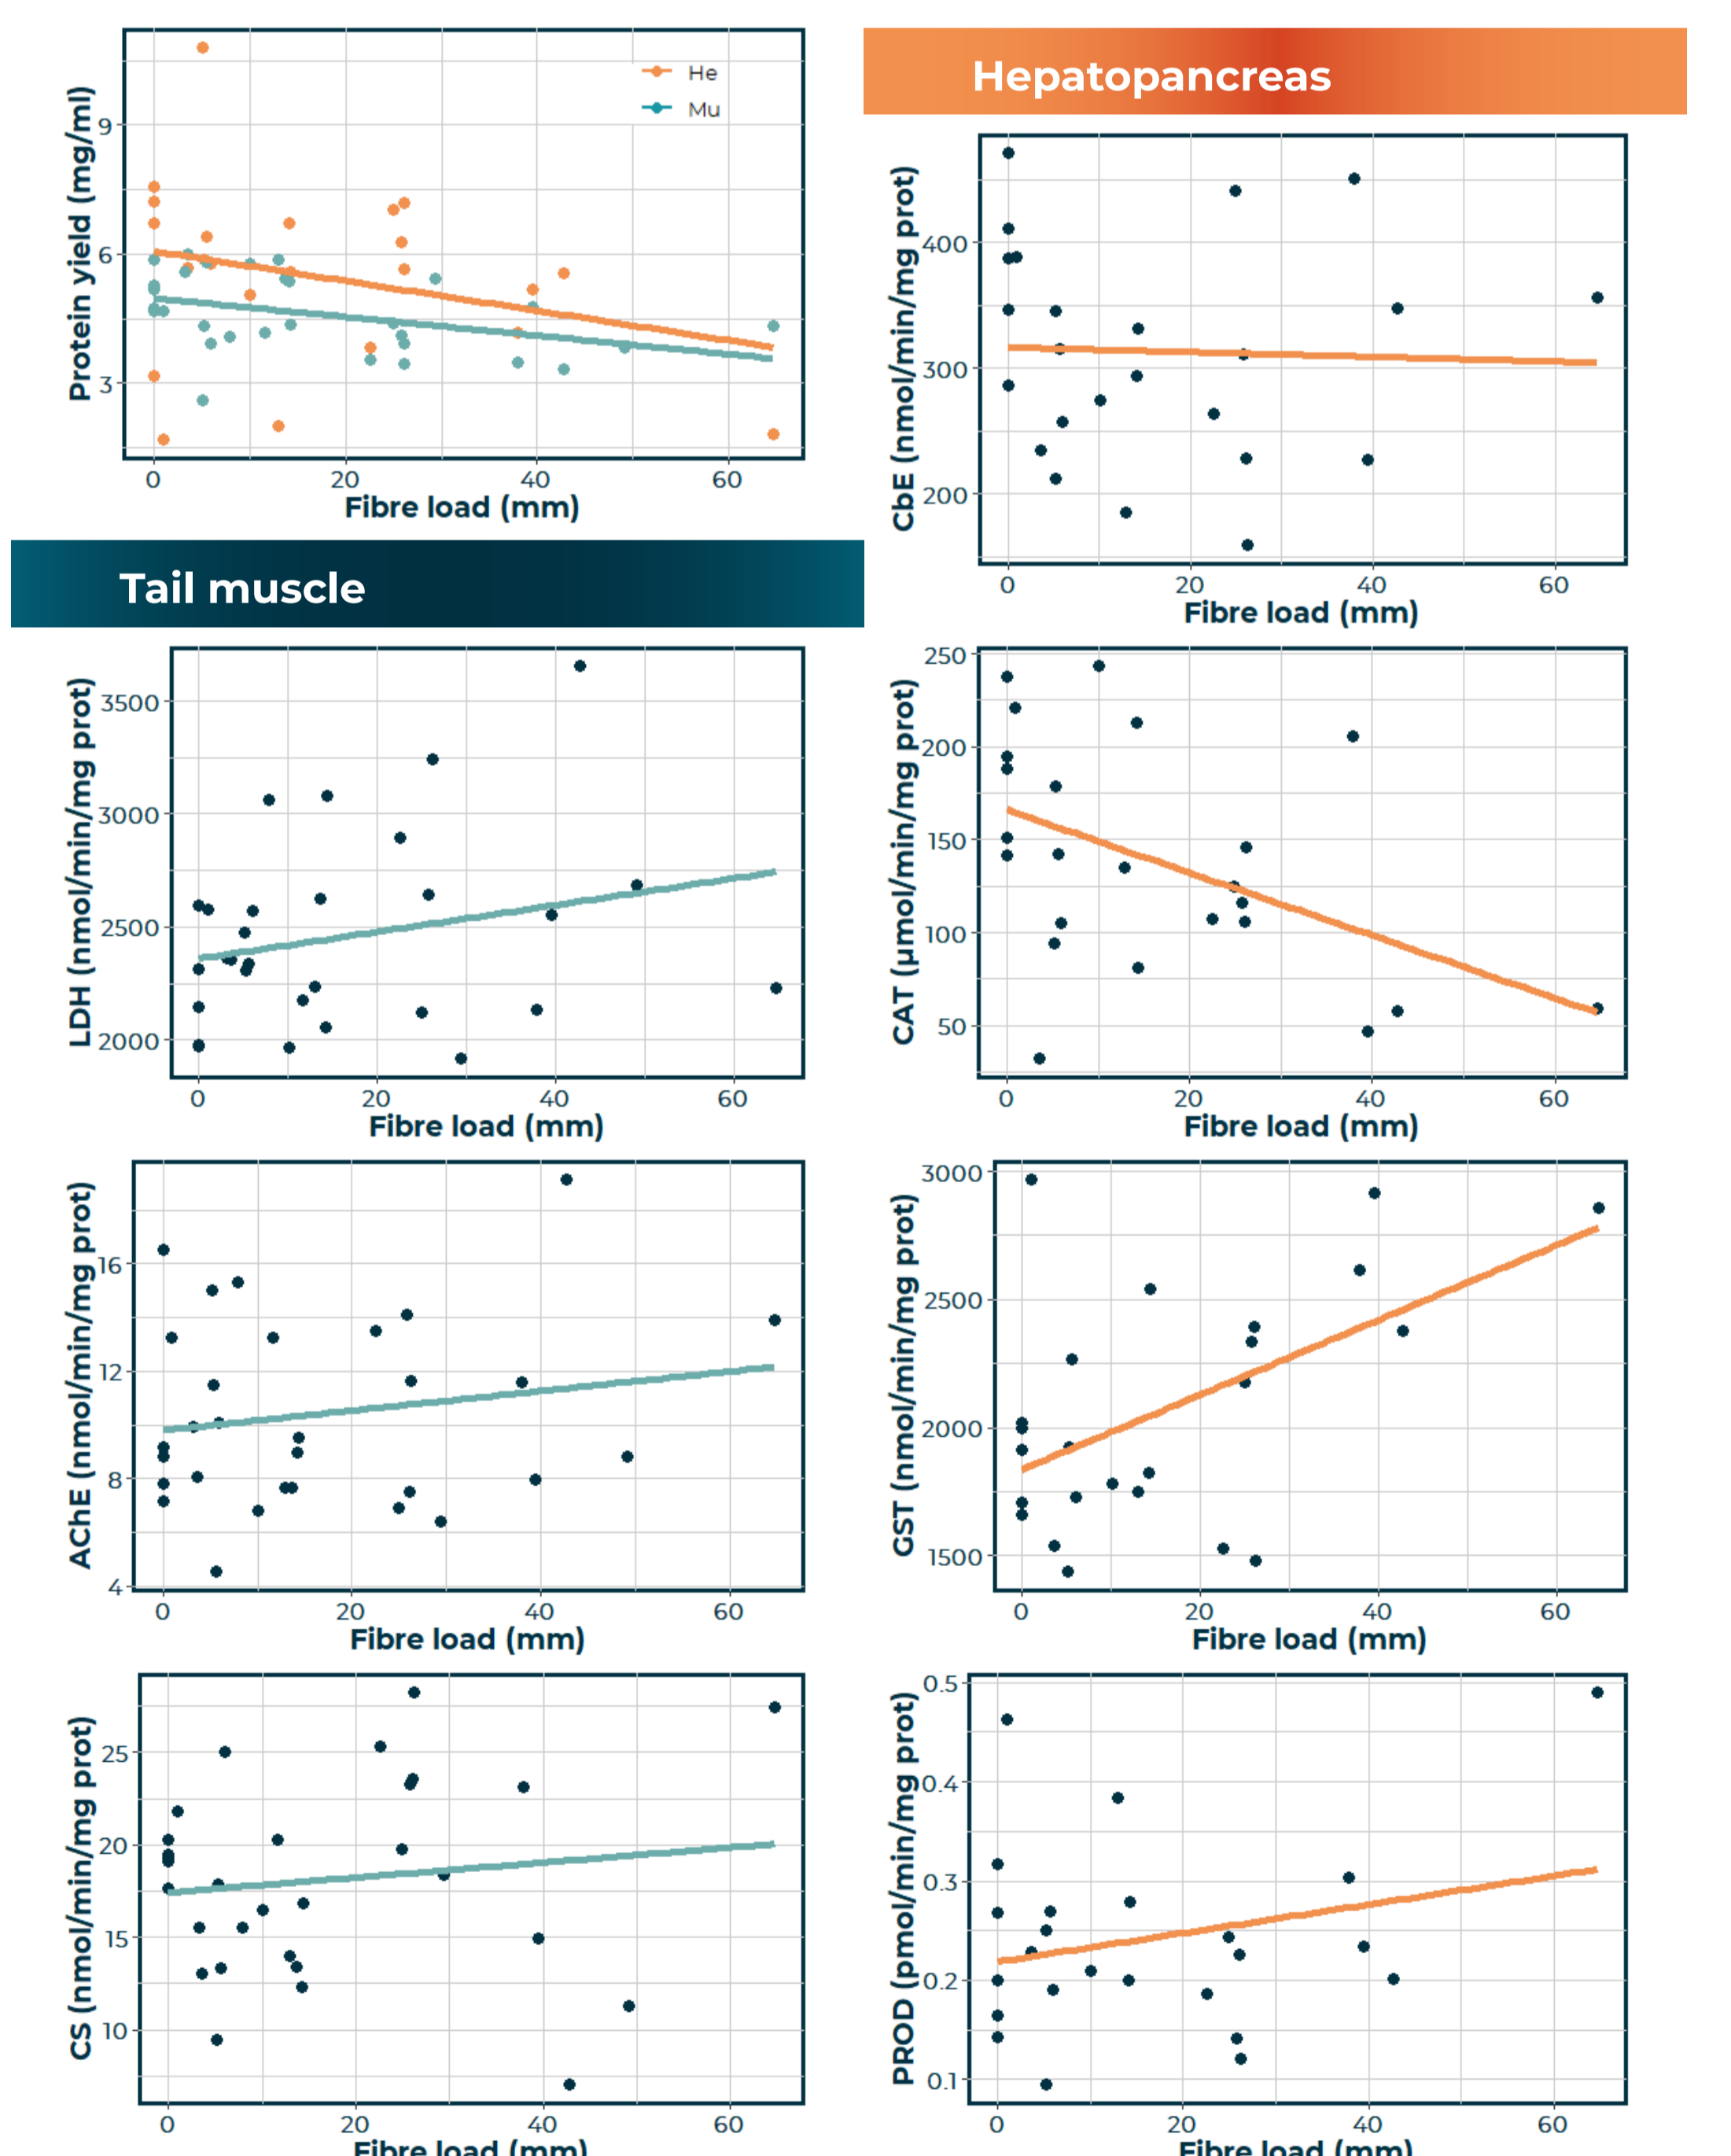 Protein yield (mg/ml)
9
6
3
He
Mu
0 20 40 60
Fibre load (mm)
Hepatopancreas
CbE (nmol/min/mg prot)
400
300
200
0 20 40 60
Fibre load (mm)
Tail muscle
LDH (nmol/min/mg prot)
3500
3000
2500
2000
0 20 40 60
Fibre load (mm)
CAT (µmol/min/mg prot)
250
200
150
100
50
0 20 40 60
Fibre load (mm)
AChE (nmol/min/mg prot)
16
12
8
4
0 20 40 60
Fibre load (mm)
GST (nmol/min/mg prot)
3000
2500
2000
1500
0 20 40 60
Fibre load (mm)
CS (nmol/min/mg prot)
25
20
15
10
0 20 40 60
Fibre load (mm)
PROD (pmol/min/mg prot)
0.5
0.4
0.3
0.2
0.1
0 20 40 60
Fibre load (mm)